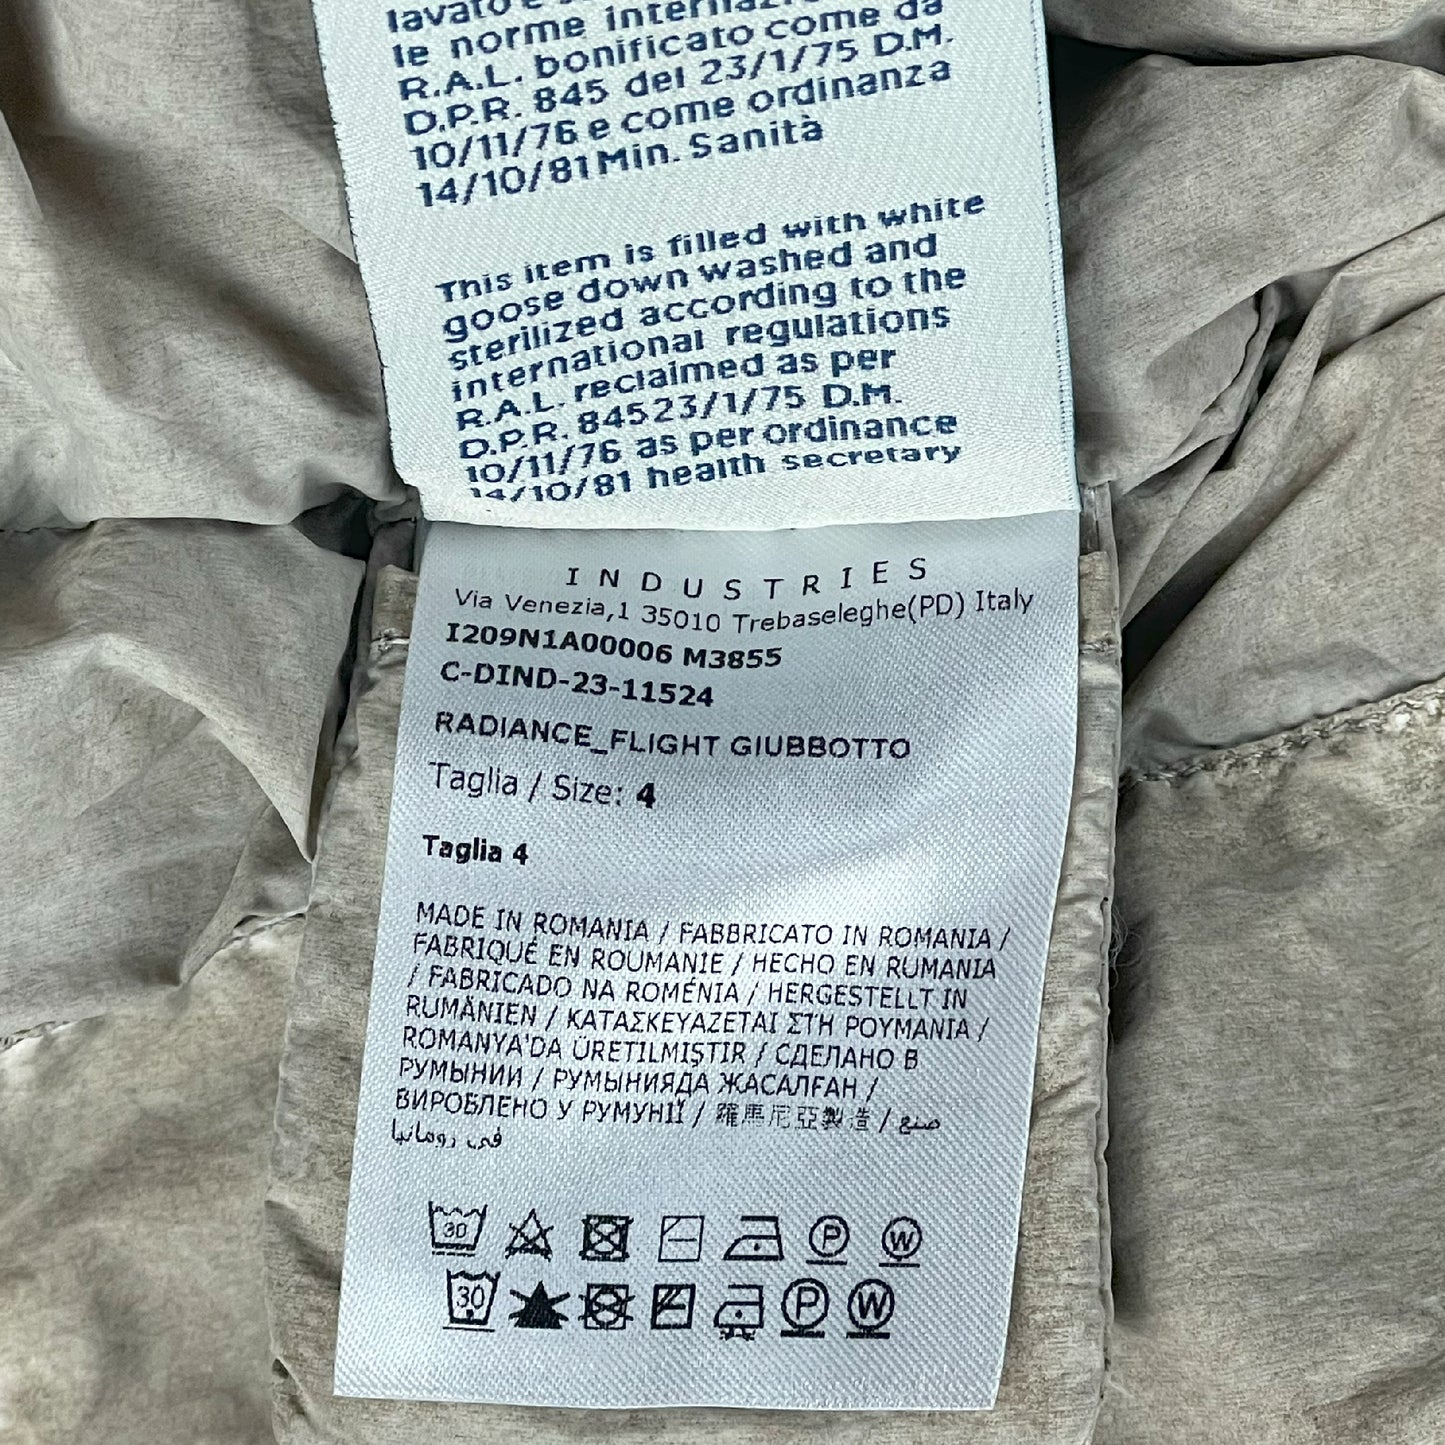 lavato e
le norme internazio
R.A.L. bonificato come da
D.P.R. 845 del 23/1/75 D.M.
10/11/76 e come ordinanza
14/10/81 Min. Sanità
This item is filled with white
goose down washed and
sterilized according to the
international regulations
R.A.L. reclaimed as per
D.P.R. 84523/1/75 D.M.
10/11/76 as per ordinance
14/10/81 health secretary
INDUSTRIES
Via Venezia,1 35010 Trebaseleghe(PD) Italy
I209N1A00006 M3855
C-DIND-23-11524
RADIANCE_FLIGHT GIUBBOTTO
Taglia / Size: 4
Taglia 4
MADE IN ROMANIA / FABBRICATO IN ROMANIA /
FABRIQUÉ EN ROUMANIE / HECHO EN RUMANIA
/ FABRICADO NA ROMÉNIA / HERGESTELLT IN
RUMÄNIEN / ΚΑΤΑΣΚΕΥΑΖΕΤΑΙ ΣΤΗ ΡΟΥΜΑΝΙΑ /
ROMANYA'DA ÜRETILMIŞTIR / СДЕЛАНО В
РУМЫНИИ / РУМЫНИЯДА ЖАСАЛҒАН /
ВИРОБЛЕНО У РУМУНІЇ / 羅馬尼亞製造 / صنع
في رومانيا
30 P W
30 P W